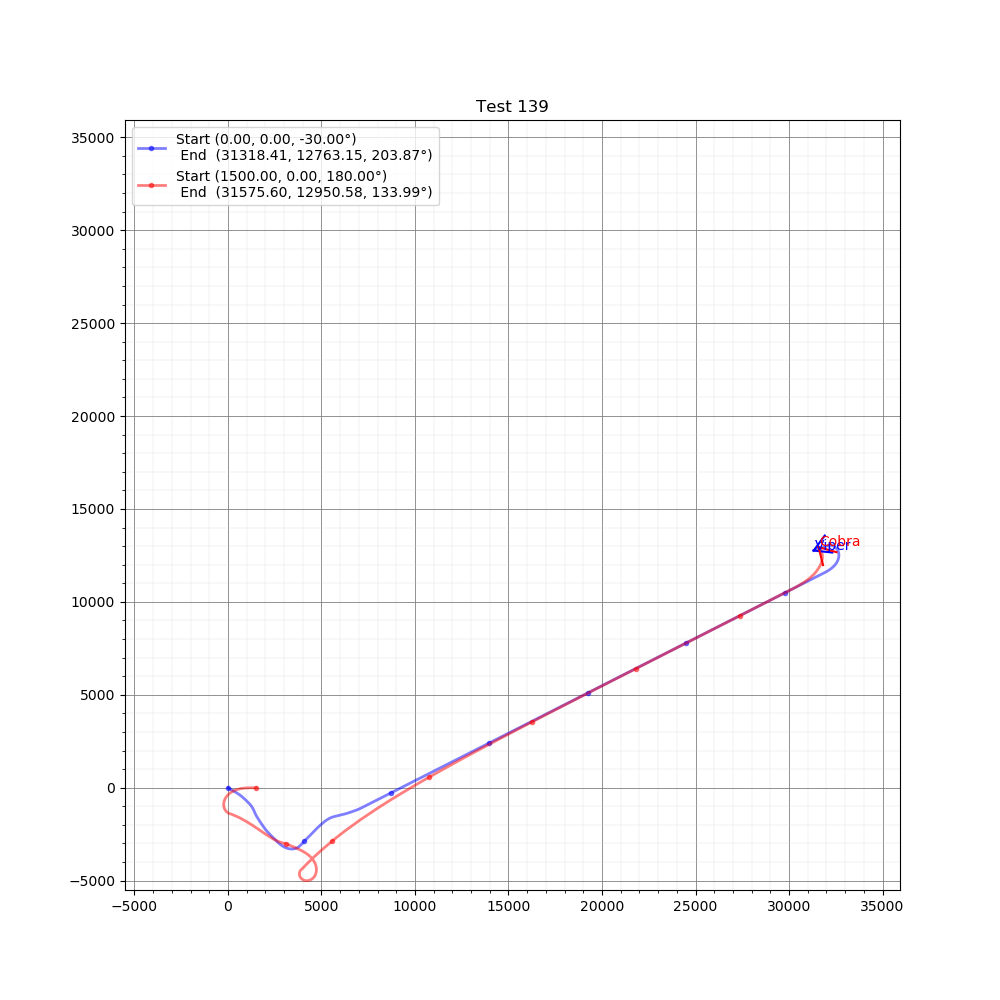 Test 139
Start (0.00, 0.00, -30.00°)
End  (31318.41, 12763.15, 203.87°)
Start (1500.00, 0.00, 180.00°)
End  (31575.60, 12950.58, 133.99°)
35000
30000
25000
20000
15000
10000
5000
0
−5000
Cobra
Viper
−5000 0 5000 10000 15000 20000 25000 30000 35000